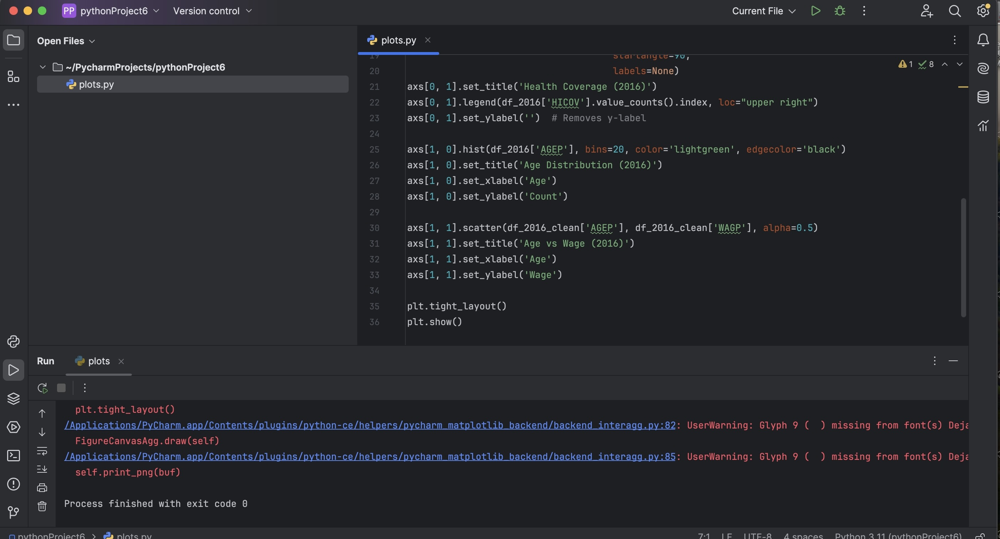 PP pythonProject6 Version control Current File
Open Files
plots.py
~/PycharmProjects/pythonProject6
plots.py
1 8
19 startangle=90,
20 labels=None)
21 axs[0, 1].set_title('Health Coverage (2016)')
22 axs[0, 1].legend(df_2016['HICOV'].value_counts().index, loc="upper right")
23 axs[0, 1].set_ylabel('') # Removes y-label
24
25 axs[1, 0].hist(df_2016['AGEP'], bins=20, color='lightgreen', edgecolor='black')
26 axs[1, 0].set_title('Age Distribution (2016)')
27 axs[1, 0].set_xlabel('Age')
28 axs[1, 0].set_ylabel('Count')
29
30 axs[1, 1].scatter(df_2016_clean['AGEP'], df_2016_clean['WAGP'], alpha=0.5)
31 axs[1, 1].set_title('Age vs Wage (2016)')
32 axs[1, 1].set_xlabel('Age')
33 axs[1, 1].set_ylabel('Wage')
34
35 plt.tight_layout()
36 plt.show()
Run plots
plt.tight_layout()
/Applications/PyCharm.app/Contents/plugins/python-ce/helpers/pycharm_matplotlib_backend/backend_interagg.py:82: UserWarning: Glyph 9 ( ) missing from font(s) Deja
FigureCanvasAgg.draw(self)
/Applications/PyCharm.app/Contents/plugins/python-ce/helpers/pycharm_matplotlib_backend/backend_interagg.py:85: UserWarning: Glyph 9 ( ) missing from font(s) Deja
self.print_png(buf)
Process finished with exit code 0
pythonProject6 > plots.py 7:1 LF UTF-8 4 spaces Python 3.11 (pythonProject6)